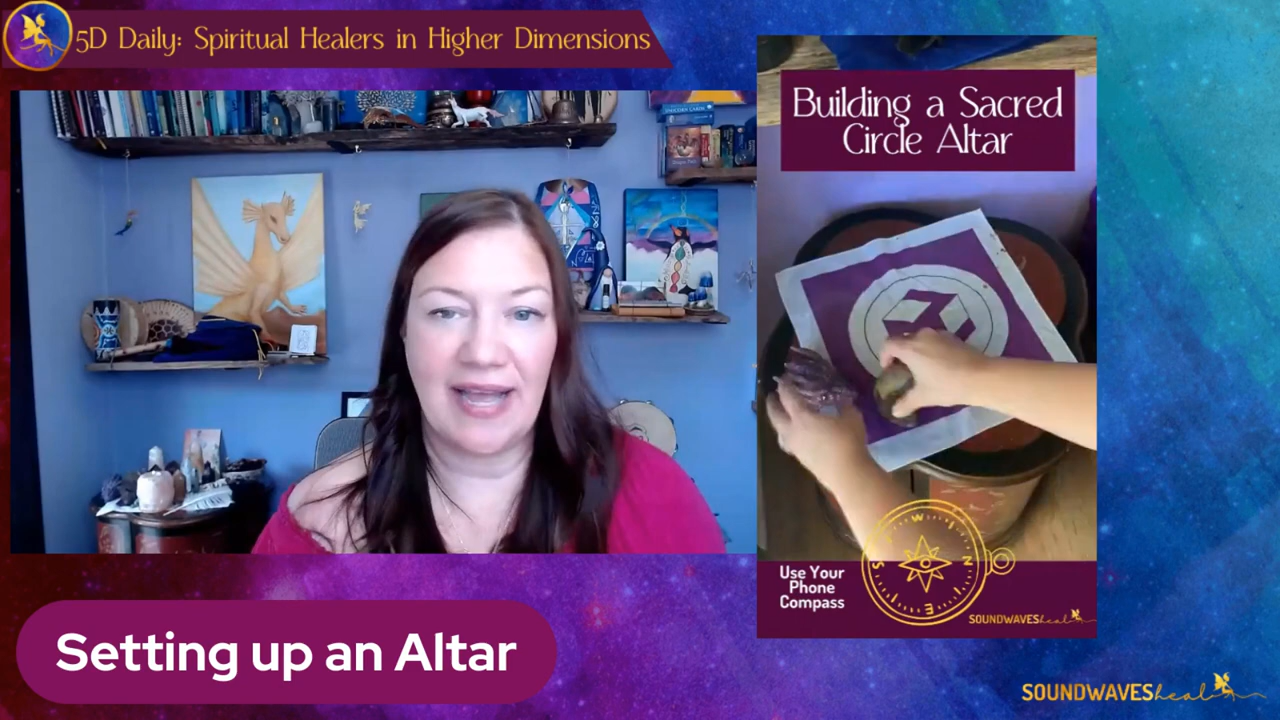 5D Daily: Spiritual Healers in Higher Dimensions
Building a Sacred
Circle Altar
W
N
S
E
Use Your
Phone
Compass
SOUNDWAVESheal
Setting up an Altar
SOUNDWAVESheal